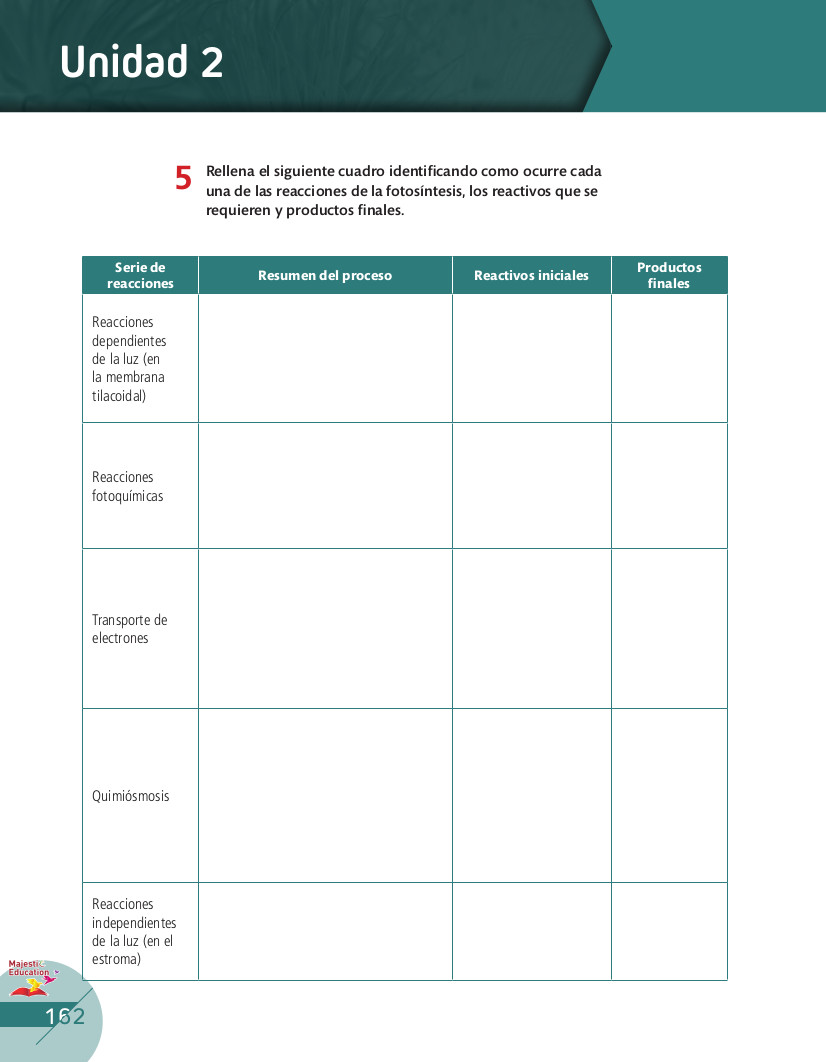 Unidad 2
5
Rellena el siguiente cuadro identificando como ocurre cada
una de las reacciones de la fotosíntesis, los reactivos que se
requieren y productos finales.
Serie de
reacciones
Resumen del proceso
Reactivos iniciales
Productos
finales
Reacciones
dependientes
de la luz (en
la membrana
tilacoidal)
Reacciones
fotoquímicas
Transporte de
electrones
Quimiósmosis
Reacciones
independientes
de la luz (en el
estroma)
Majestic
Education
162